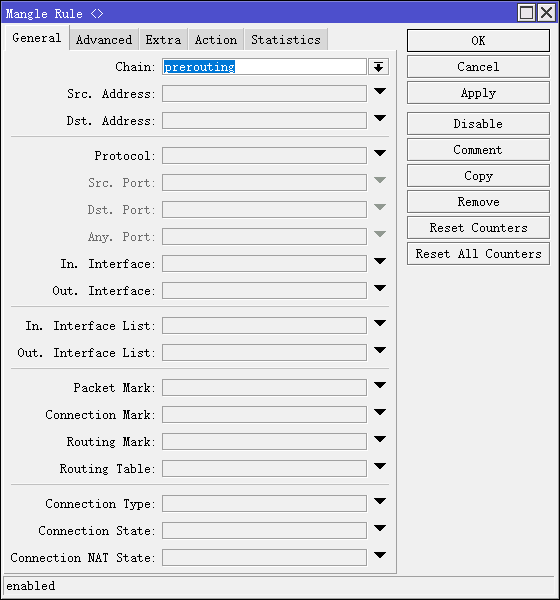 Mangle Rule <>
General Advanced Extra Action Statistics
Chain: prerouting
Src. Address:
Dst. Address:
Protocol:
Src. Port:
Dst. Port:
Any. Port:
In. Interface:
Out. Interface:
In. Interface List:
Out. Interface List:
Packet Mark:
Connection Mark:
Routing Mark:
Routing Table:
Connection Type:
Connection State:
Connection NAT State:
OK
Cancel
Apply
Disable
Comment
Copy
Remove
Reset Counters
Reset All Counters
enabled